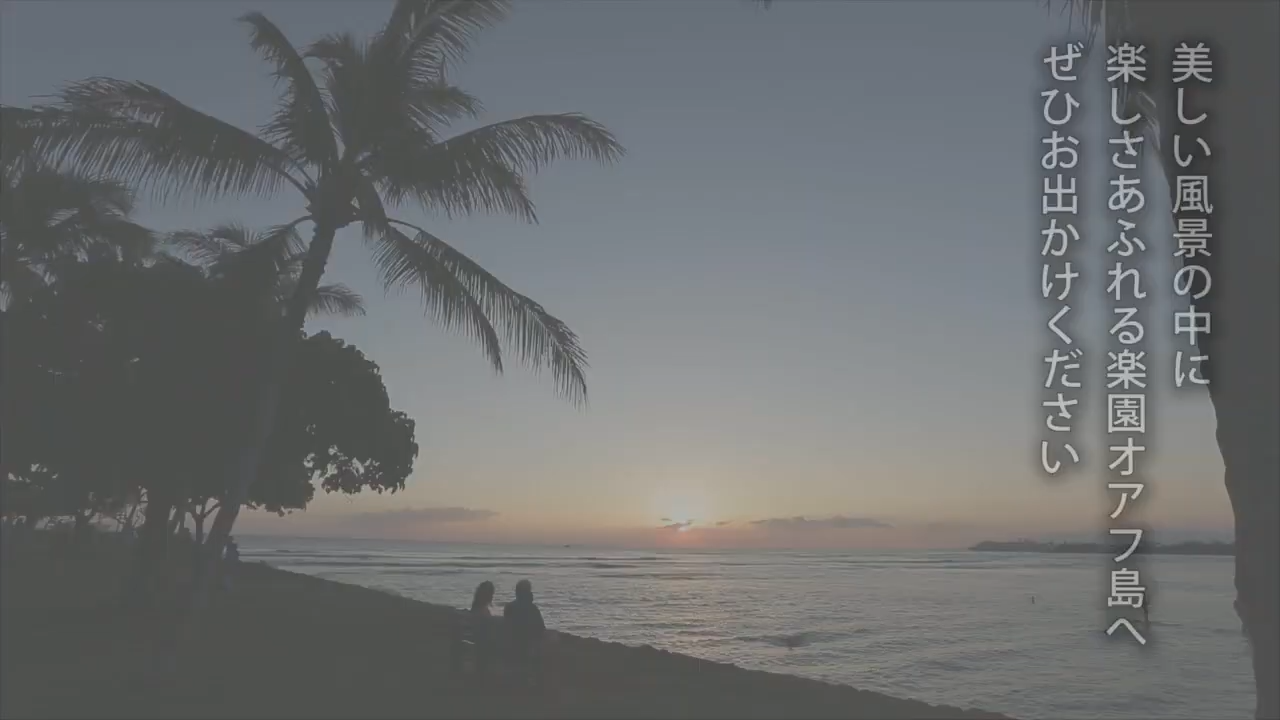 美しい風景の中に
楽しさあふれる楽園オアフ島へ
ぜひお出かけください